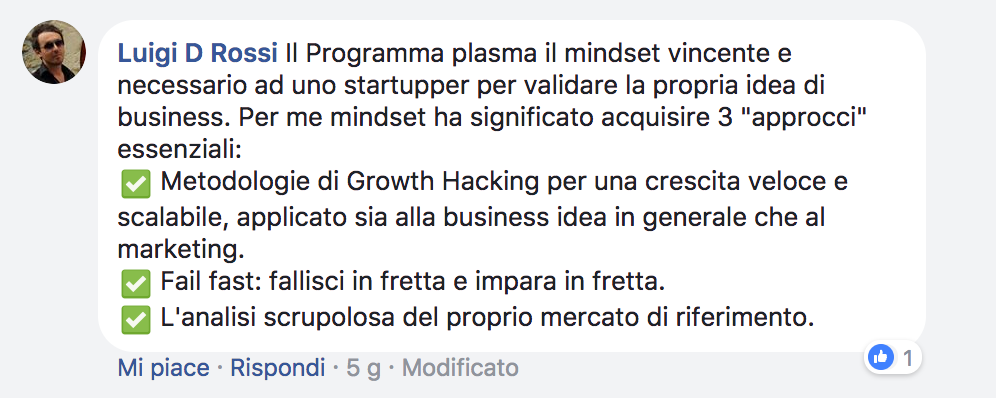 Luigi D Rossi Il Programma plasma il mindset vincente e
necessario ad uno startupper per validare la propria idea di
business. Per me mindset ha significato acquisire 3 "approcci"
essenziali:
✅ Metodologie di Growth Hacking per una crescita veloce e
scalabile, applicato sia alla business idea in generale che al
marketing.
✅ Fail fast: fallisci in fretta e impara in fretta.
✅ L'analisi scrupolosa del proprio mercato di riferimento.
Mi piace · Rispondi · 5 g · Modificato
1